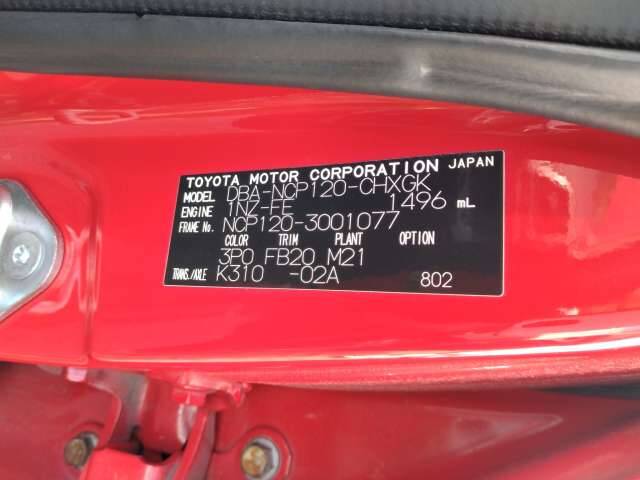 TOYOTA MOTOR CORPORATION JAPAN
MODEL DBA-NCP120-CHXGK
ENGINE 1NZ-FE 1496 mL
FRAME No. NCP120-3001077
COLOR TRIM PLANT OPTION
3P0 FB20 M21
TRANS./AXLE K310 -02A 802